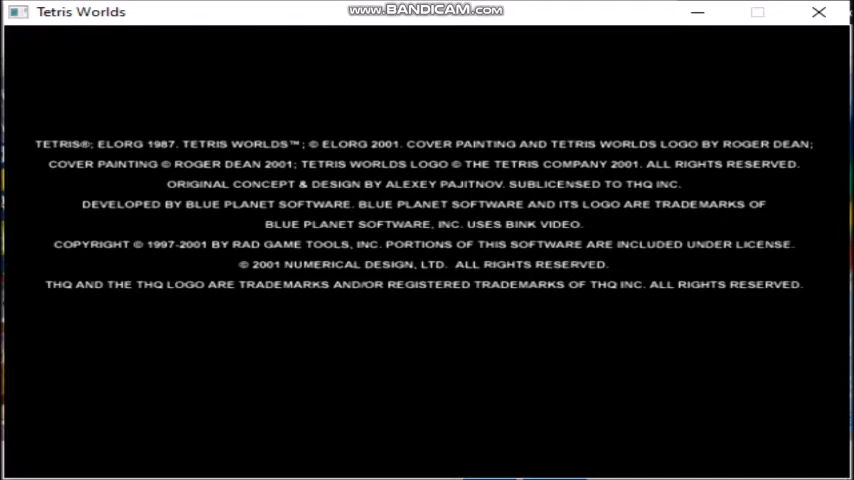 Tetris Worlds
www.BANDICAM.com
TETRIS®; ELORG 1987. TETRIS WORLDS™; © ELORG 2001. COVER PAINTING AND TETRIS WORLDS LOGO BY ROGER DEAN;
COVER PAINTING © ROGER DEAN 2001; TETRIS WORLDS LOGO © THE TETRIS COMPANY 2001. ALL RIGHTS RESERVED.
ORIGINAL CONCEPT & DESIGN BY ALEXEY PAJITNOV. SUBLICENSED TO THQ INC.
DEVELOPED BY BLUE PLANET SOFTWARE. BLUE PLANET SOFTWARE AND ITS LOGO ARE TRADEMARKS OF
BLUE PLANET SOFTWARE, INC. USES BINK VIDEO.
COPYRIGHT © 1997-2001 BY RAD GAME TOOLS, INC. PORTIONS OF THIS SOFTWARE ARE INCLUDED UNDER LICENSE.
© 2001 NUMERICAL DESIGN, LTD. ALL RIGHTS RESERVED.
THQ AND THE THQ LOGO ARE TRADEMARKS AND/OR REGISTERED TRADEMARKS OF THQ INC. ALL RIGHTS RESERVED.